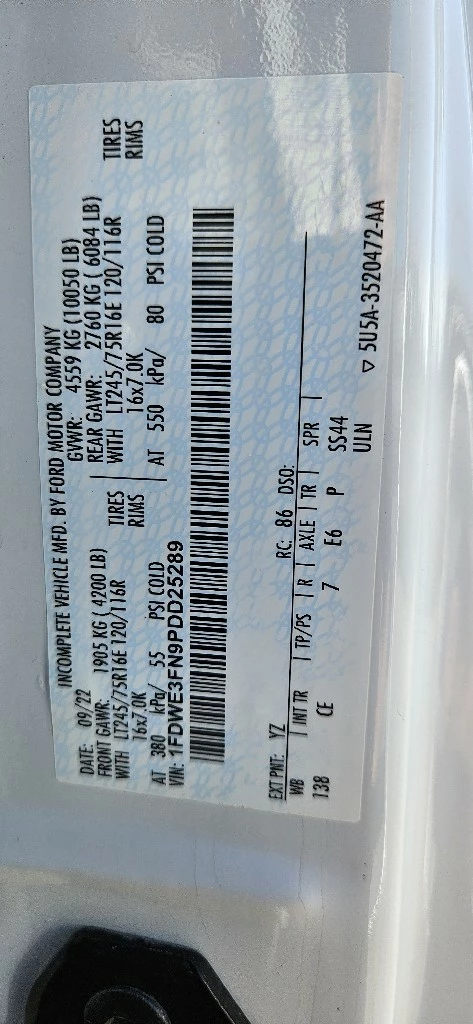 INCOMPLETE VEHICLE MFD. BY FORD MOTOR COMPANY
DATE: 09/22 GVWR: 4559 KG (10050 LB)
FRONT GAWR: 1905 KG ( 4200 LB) REAR GAWR: 2760 KG ( 6084 LB)
WITH LT245/75R16E 120/116R TIRES WITH LT245/75R16E 120/116R TIRES
16x7.0K RIMS 16x7.0K RIMS
AT 380 kPa/ 55 PSI COLD AT 550 kPa/ 80 PSI COLD
VIN: 1FDWE3FN9PDD25289
EXT PNT: YZ RC: 86 DSO:
WB INT TR TP/PS R AXLE TR SPR
138 CE 7 E6 P SS44
ULN
▽ 5U5A-3520472-AA